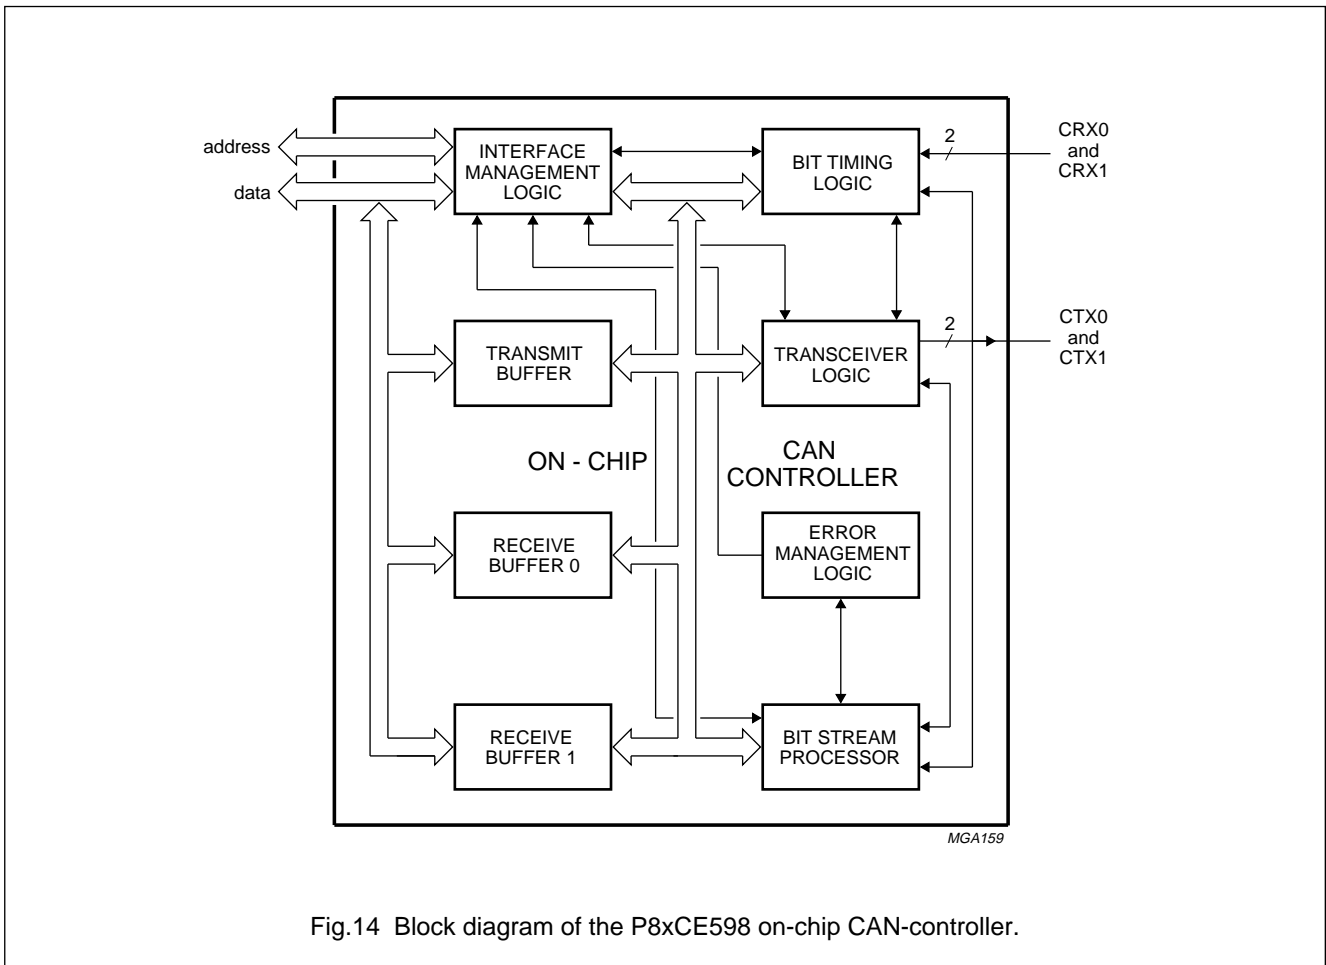 address
data
INTERFACE
MANAGEMENT
LOGIC
BIT TIMING
LOGIC
2
CRX0
and
CRX1
TRANSMIT
BUFFER
TRANSCEIVER
LOGIC
2
CTX0
and
CTX1
ON - CHIP
CAN
CONTROLLER
RECEIVE
BUFFER 0
ERROR
MANAGEMENT
LOGIC
RECEIVE
BUFFER 1
BIT STREAM
PROCESSOR
MGA159
Fig.14 Block diagram of the P8xCE598 on-chip CAN-controller.